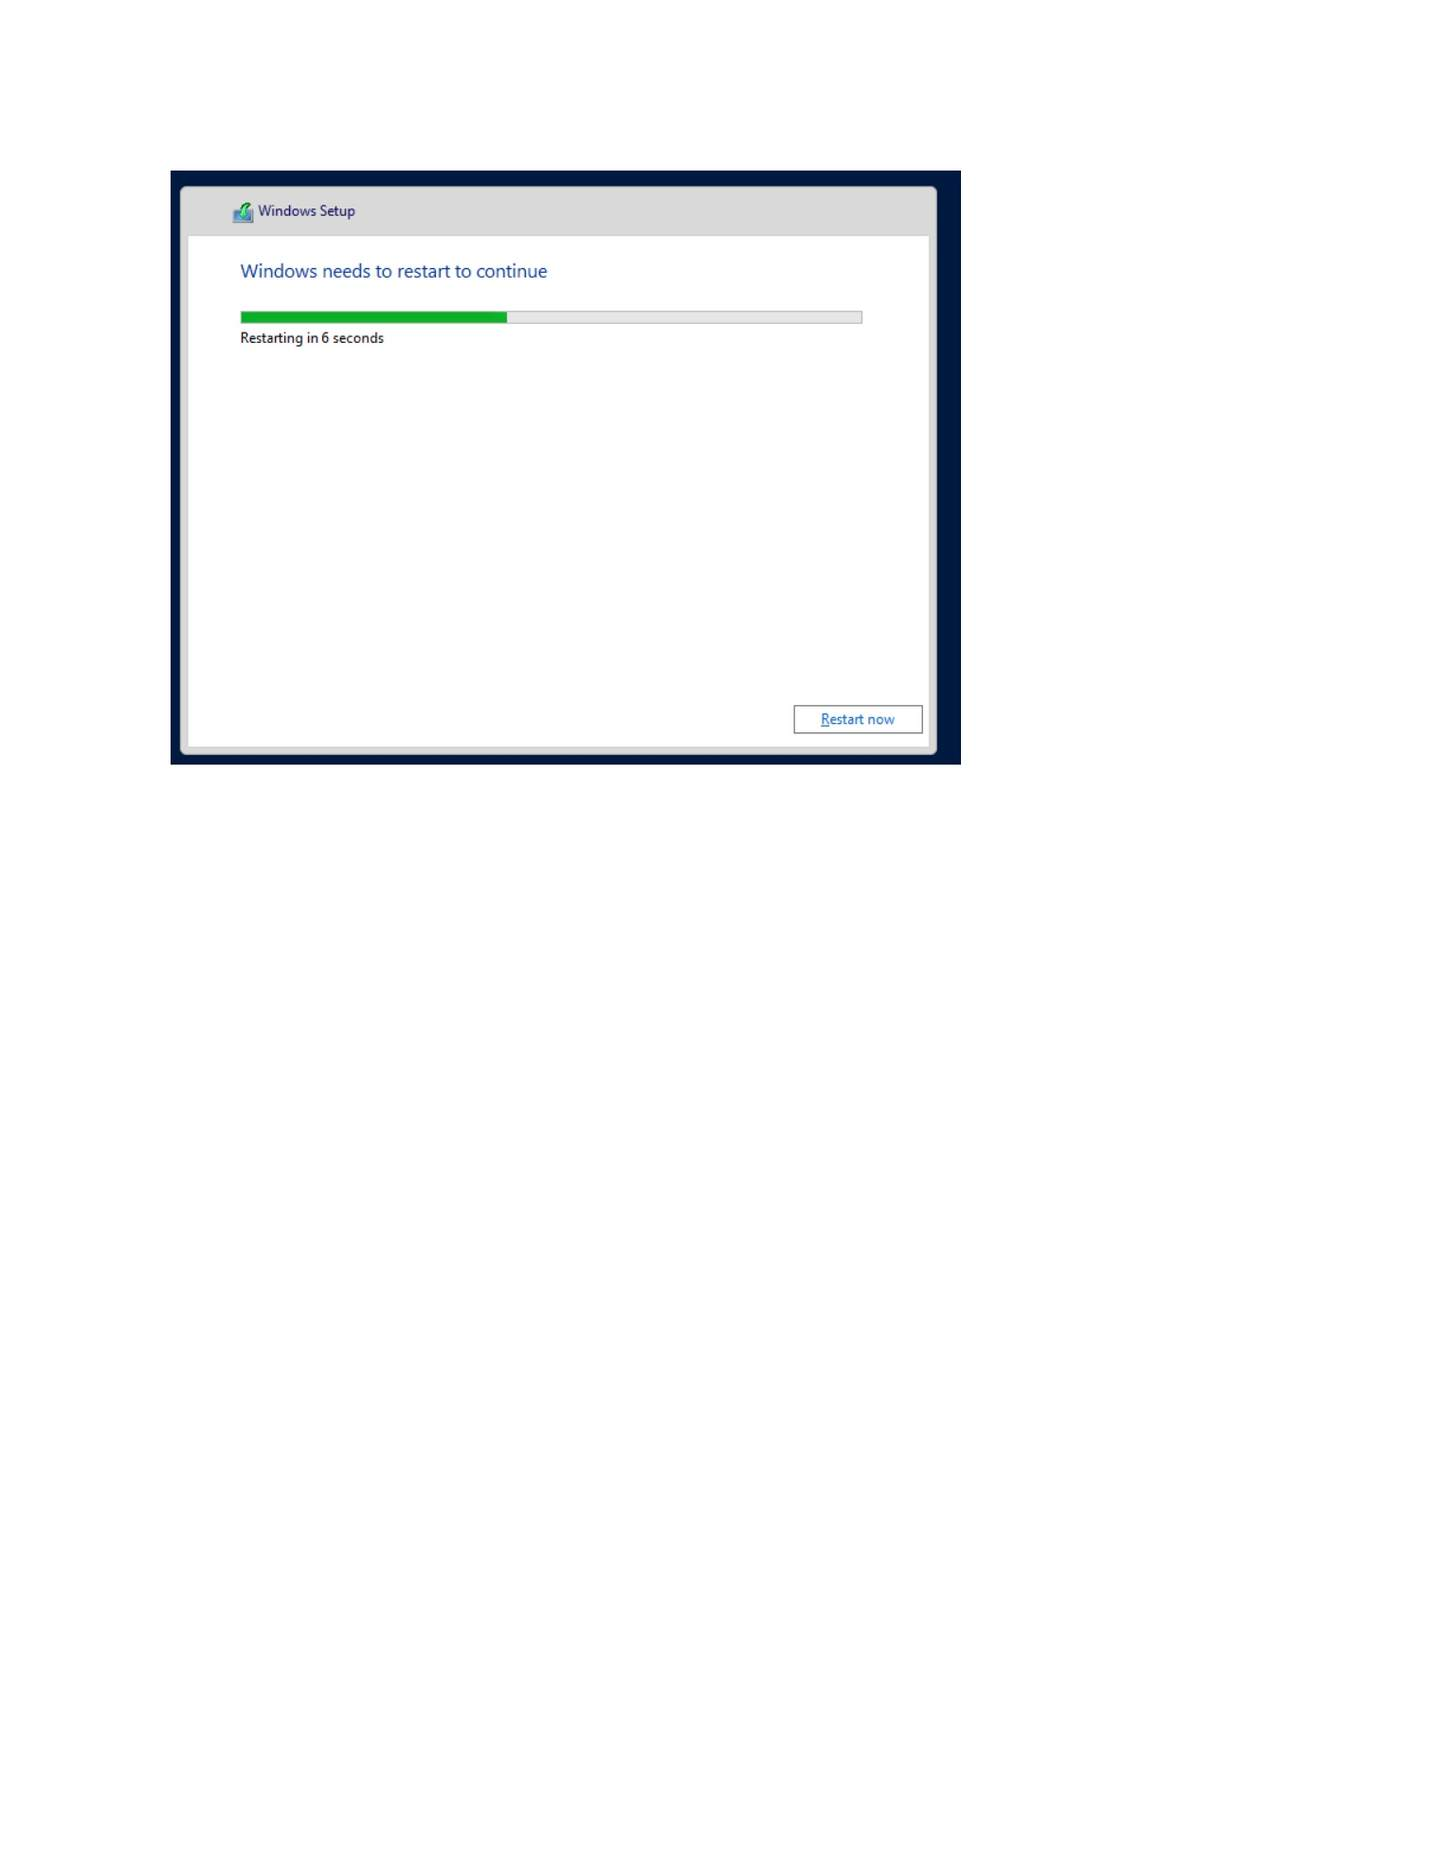 Windows Setup
Windows needs to restart to continue
Restarting in 6 seconds
Restart now